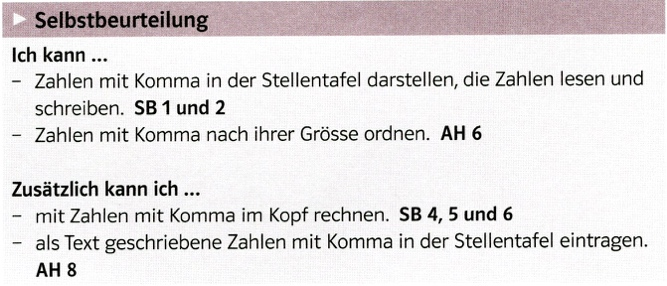 Selbstbeurteilung
Ich kann ...
– Zahlen mit Komma in der Stellentafel darstellen, die Zahlen lesen und
schreiben. SB 1 und 2
– Zahlen mit Komma nach ihrer Grösse ordnen. AH 6
Zusätzlich kann ich ...
– mit Zahlen mit Komma im Kopf rechnen. SB 4, 5 und 6
– als Text geschriebene Zahlen mit Komma in der Stellentafel eintragen.
AH 8